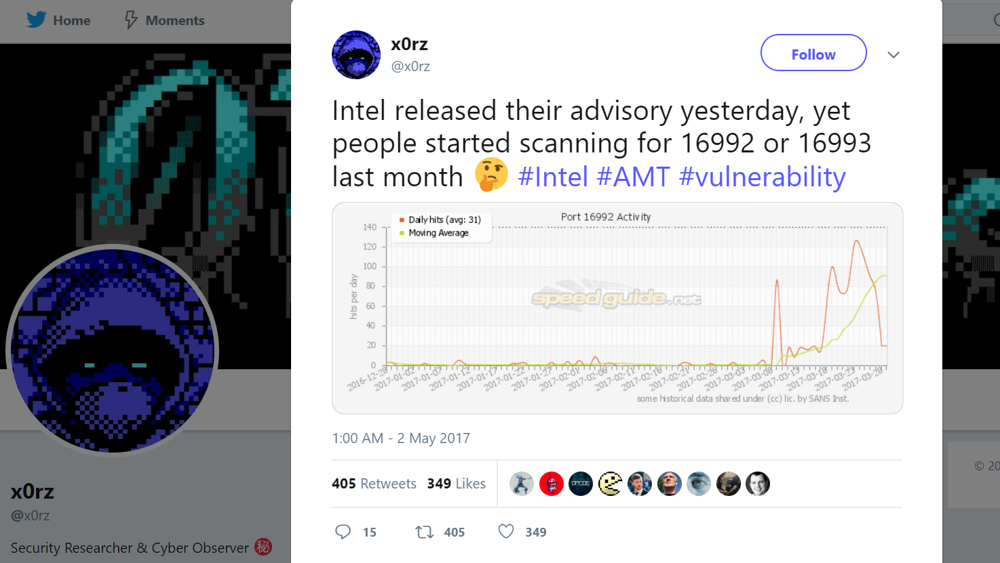 Home
Moments
x0rz
@x0rz
Follow
Intel released their advisory yesterday, yet
people started scanning for 16992 or 16993
last month 🤔 #Intel #AMT #vulnerability
Port 16992 Activity
Daily hits (avg: 31)
Moving Average
hits per day
140
120
100
80
60
40
20
0
speedguide.net
2016-12-28
2017-01-02
2017-01-07
2017-01-12
2017-01-17
2017-01-22
2017-01-27
2017-02-01
2017-02-06
2017-02-11
2017-02-16
2017-02-21
2017-02-26
2017-03-03
2017-03-08
2017-03-13
2017-03-18
2017-03-23
2017-03-28
some historical data shared under (cc) lic. by SANS Inst.
1:00 AM - 2 May 2017
405 Retweets 349 Likes
OPCDE
15 405 349
x0rz
@x0rz
Security Researcher & Cyber Observer ㊙
© 20